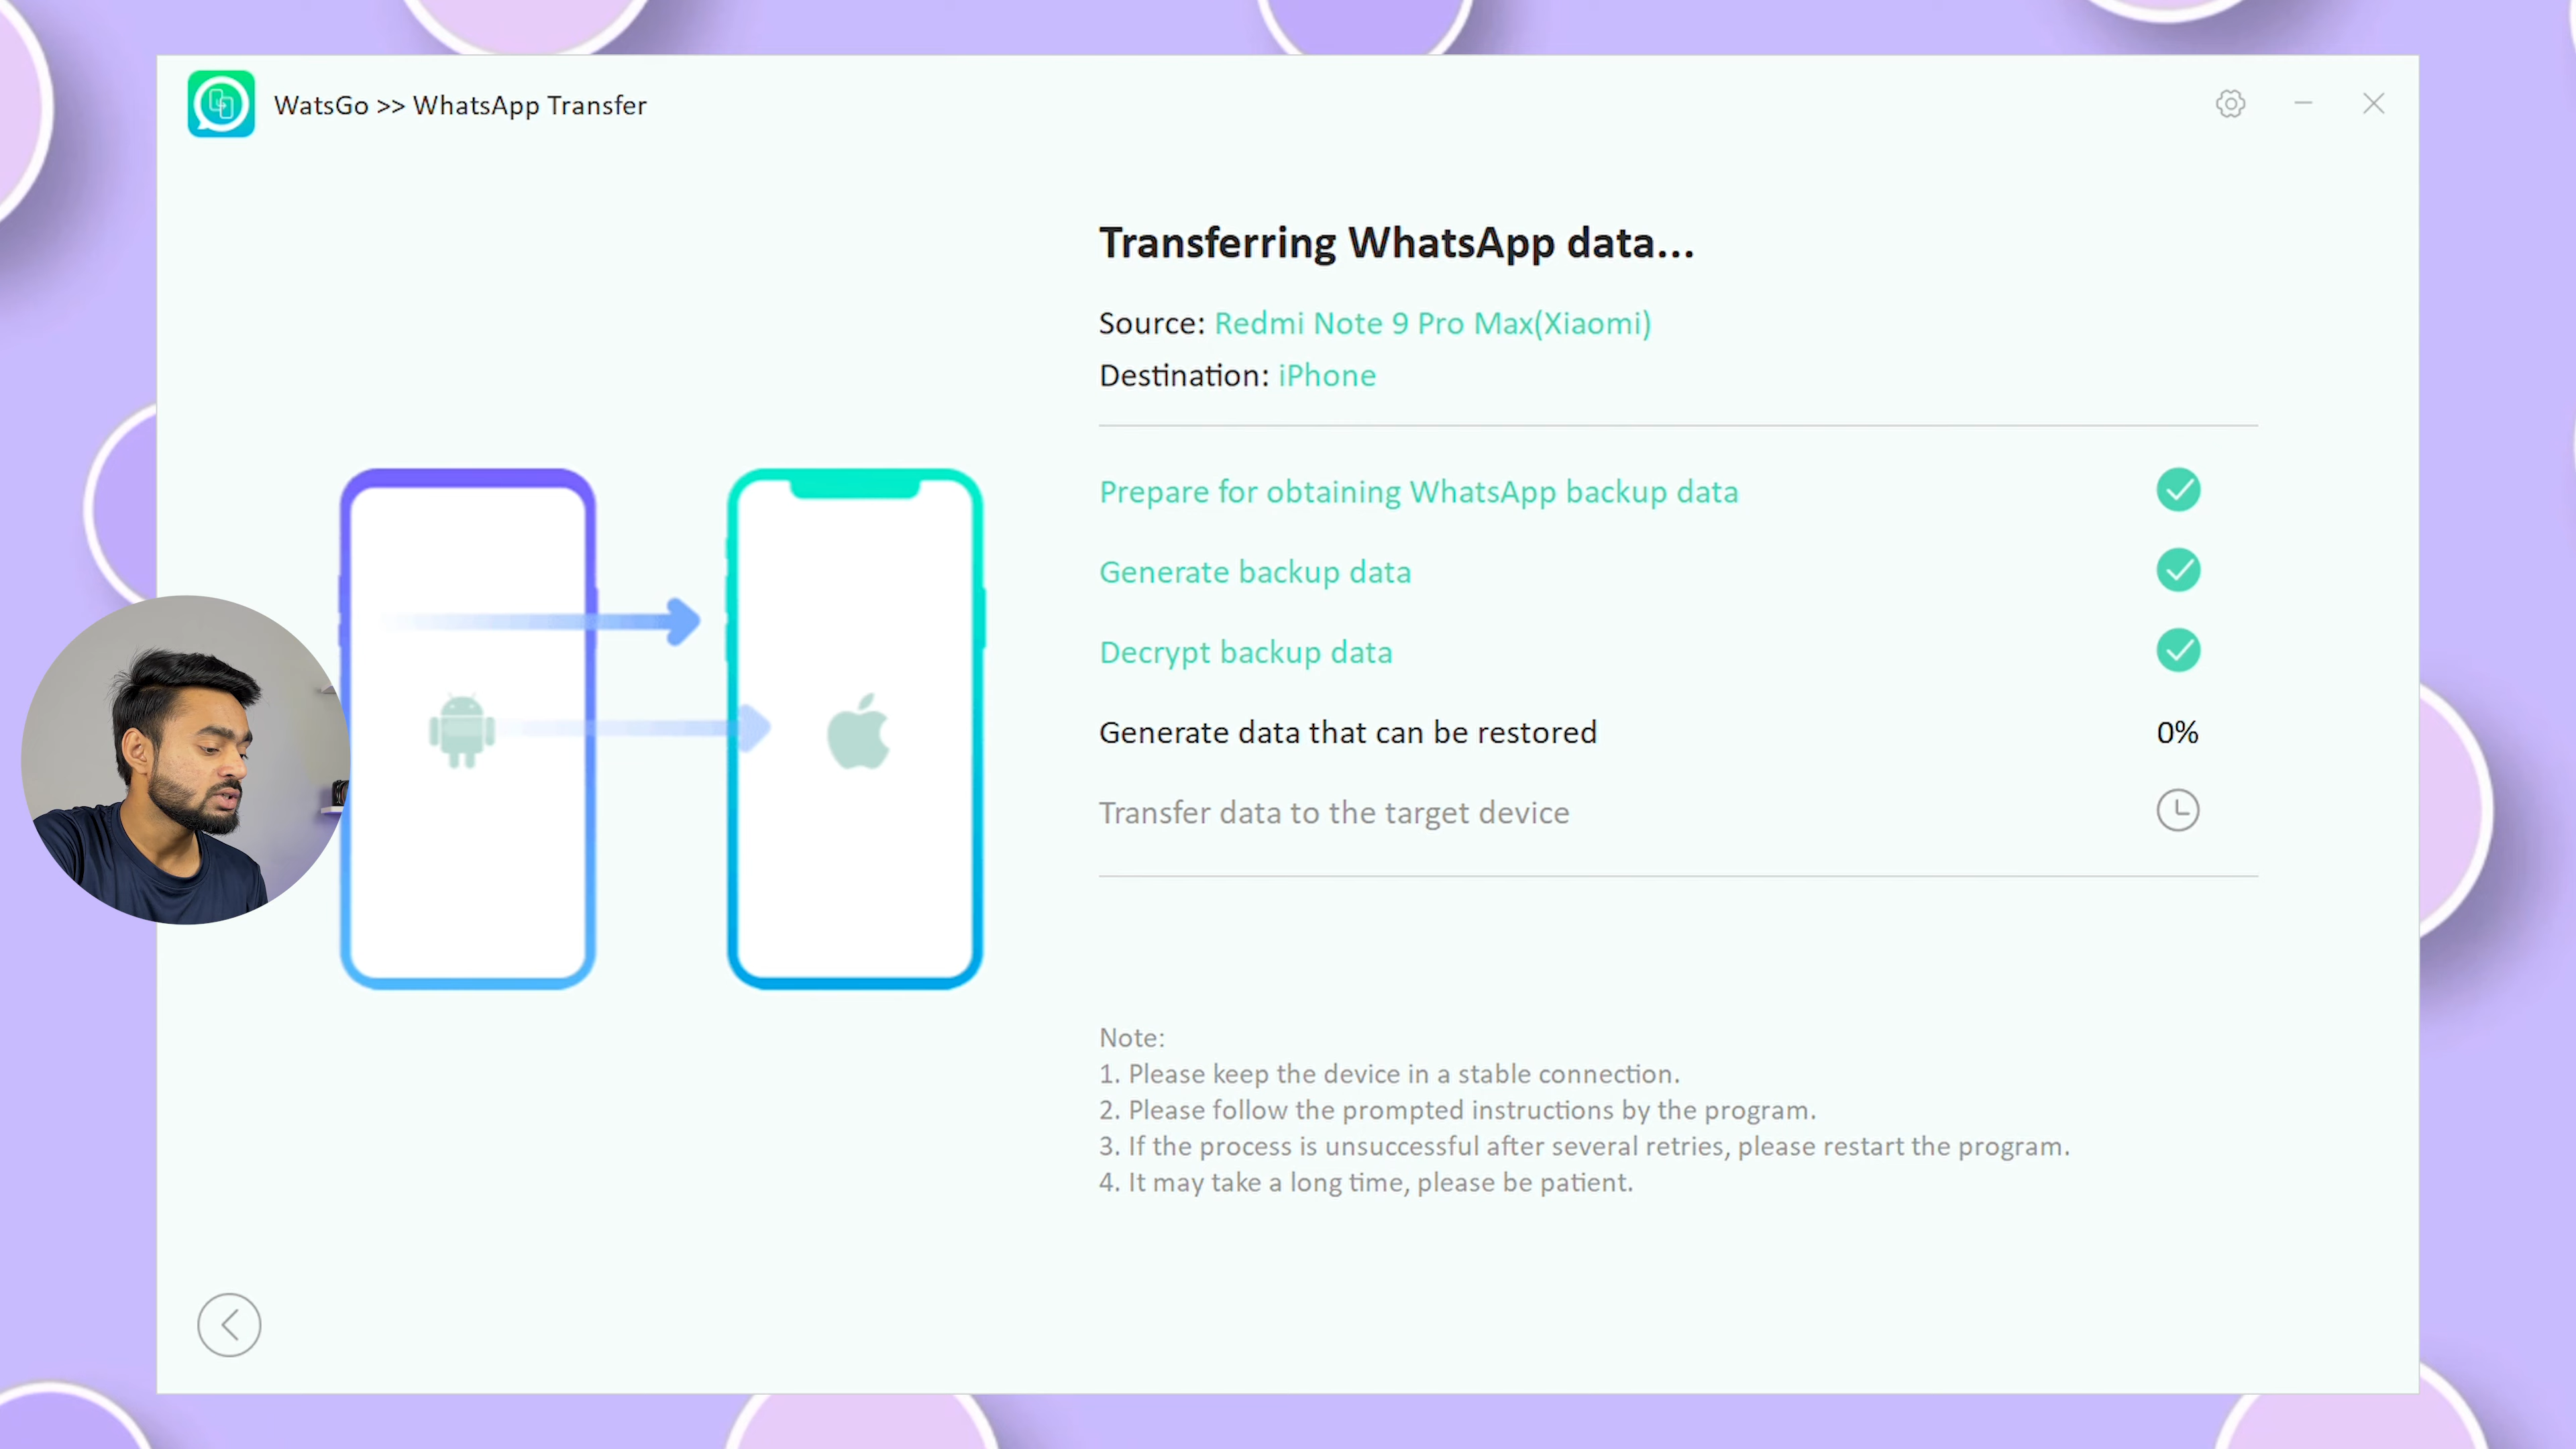 WatsGo >> WhatsApp Transfer
Transferring WhatsApp data...
Source: Redmi Note 9 Pro Max(Xiaomi)
Destination: iPhone
Prepare for obtaining WhatsApp backup data
Generate backup data
Decrypt backup data
Generate data that can be restored 0%
Transfer data to the target device
Note:
1. Please keep the device in a stable connection.
2. Please follow the prompted instructions by the program.
3. If the process is unsuccessful after several retries, please restart the program.
4. It may take a long time, please be patient.